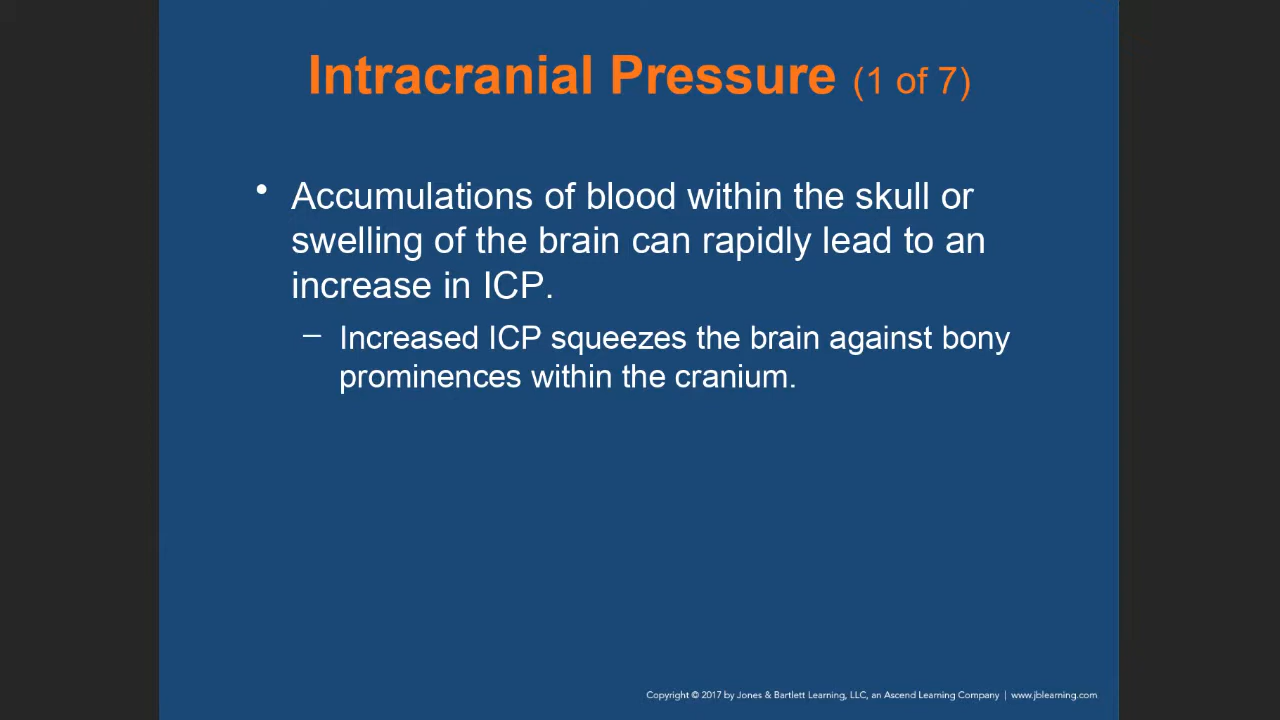 Intracranial Pressure (1 of 7)
• Accumulations of blood within the skull or
swelling of the brain can rapidly lead to an
increase in ICP.
– Increased ICP squeezes the brain against bony
prominences within the cranium.
Copyright © 2017 by Jones & Bartlett Learning, LLC, an Ascend Learning Company | www.jblearning.com